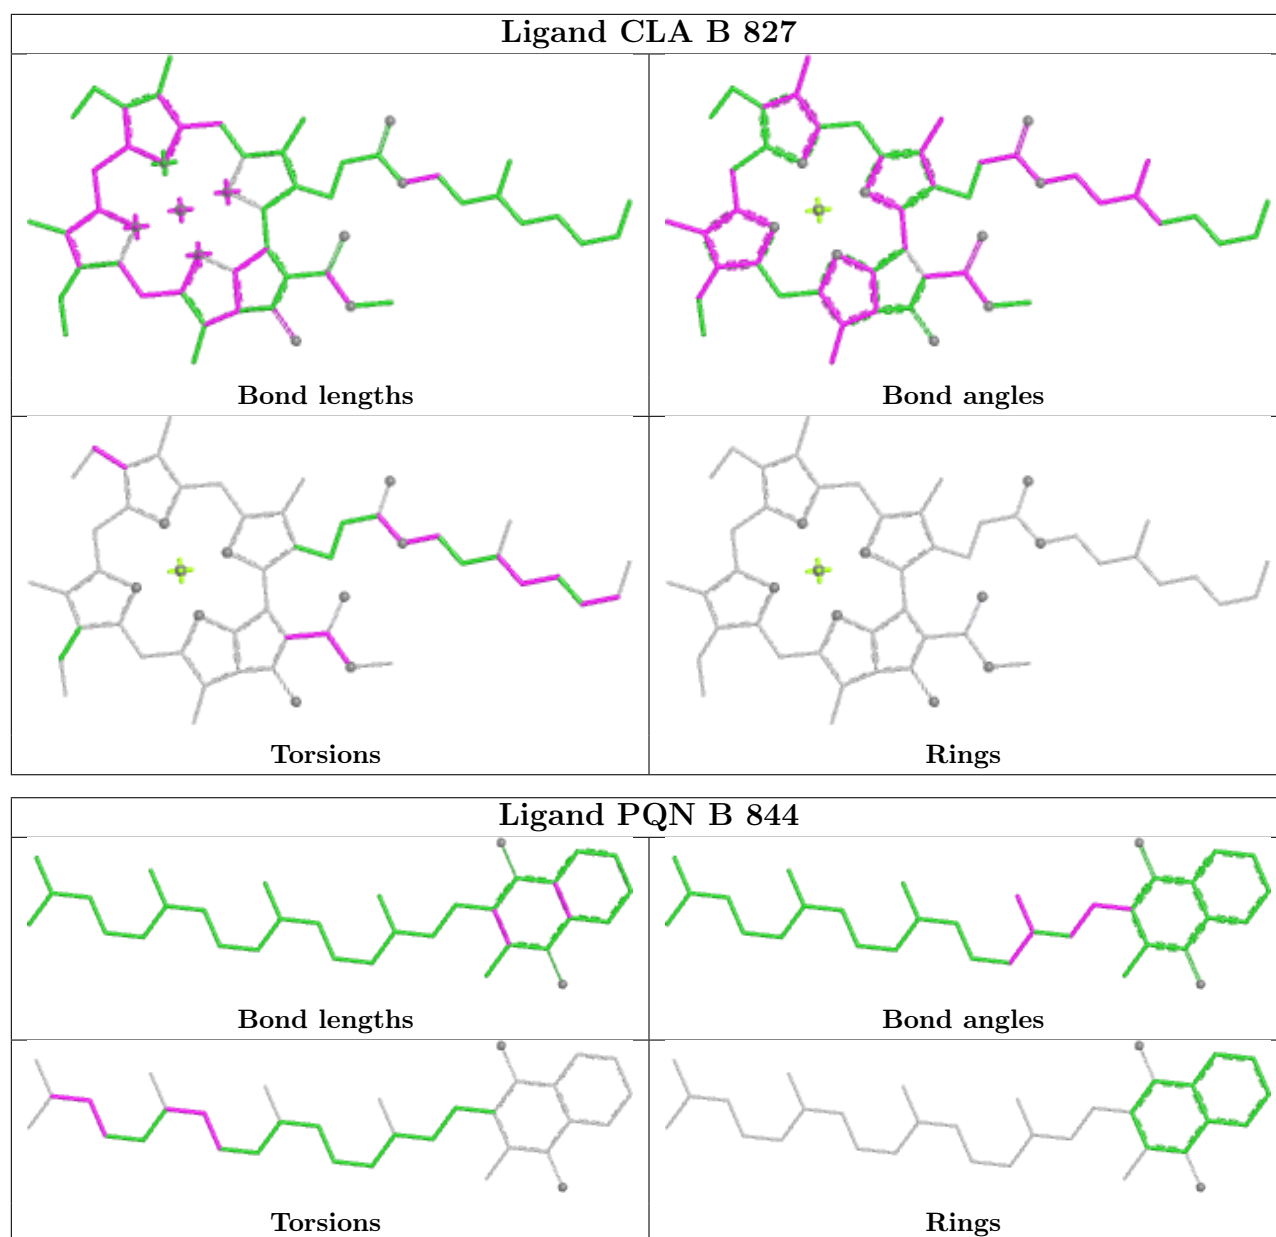 Ligand CLA B 827
Bond lengths
Bond angles
Torsions
Rings
Ligand PQN B 844
Bond lengths
Bond angles
Torsions
Rings